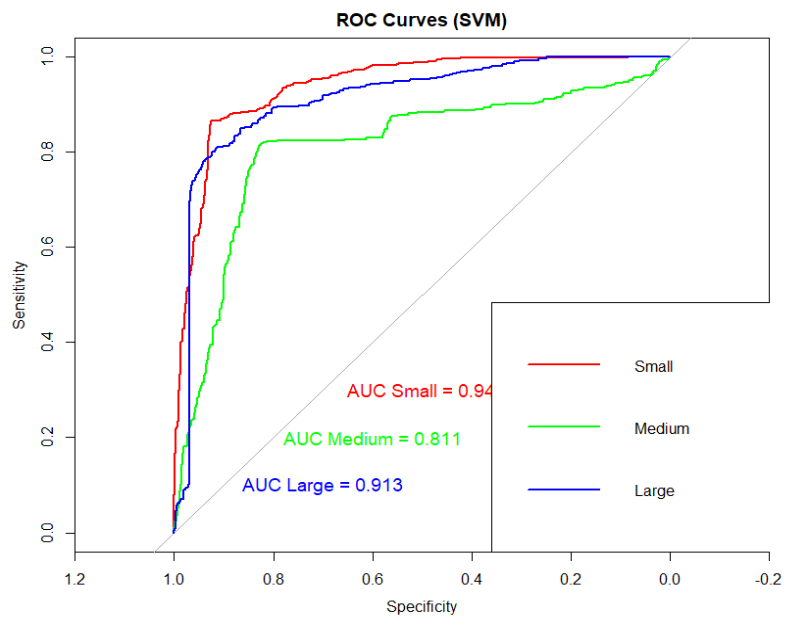 ROC Curves (SVM)
1.0
0.8
0.6
0.4
0.2
0.0
Sensitivity
AUC Small = 0.94
AUC Medium = 0.811
AUC Large = 0.913
Small
Medium
Large
1.2 1.0 0.8 0.6 0.4 0.2 0.0 -0.2
Specificity